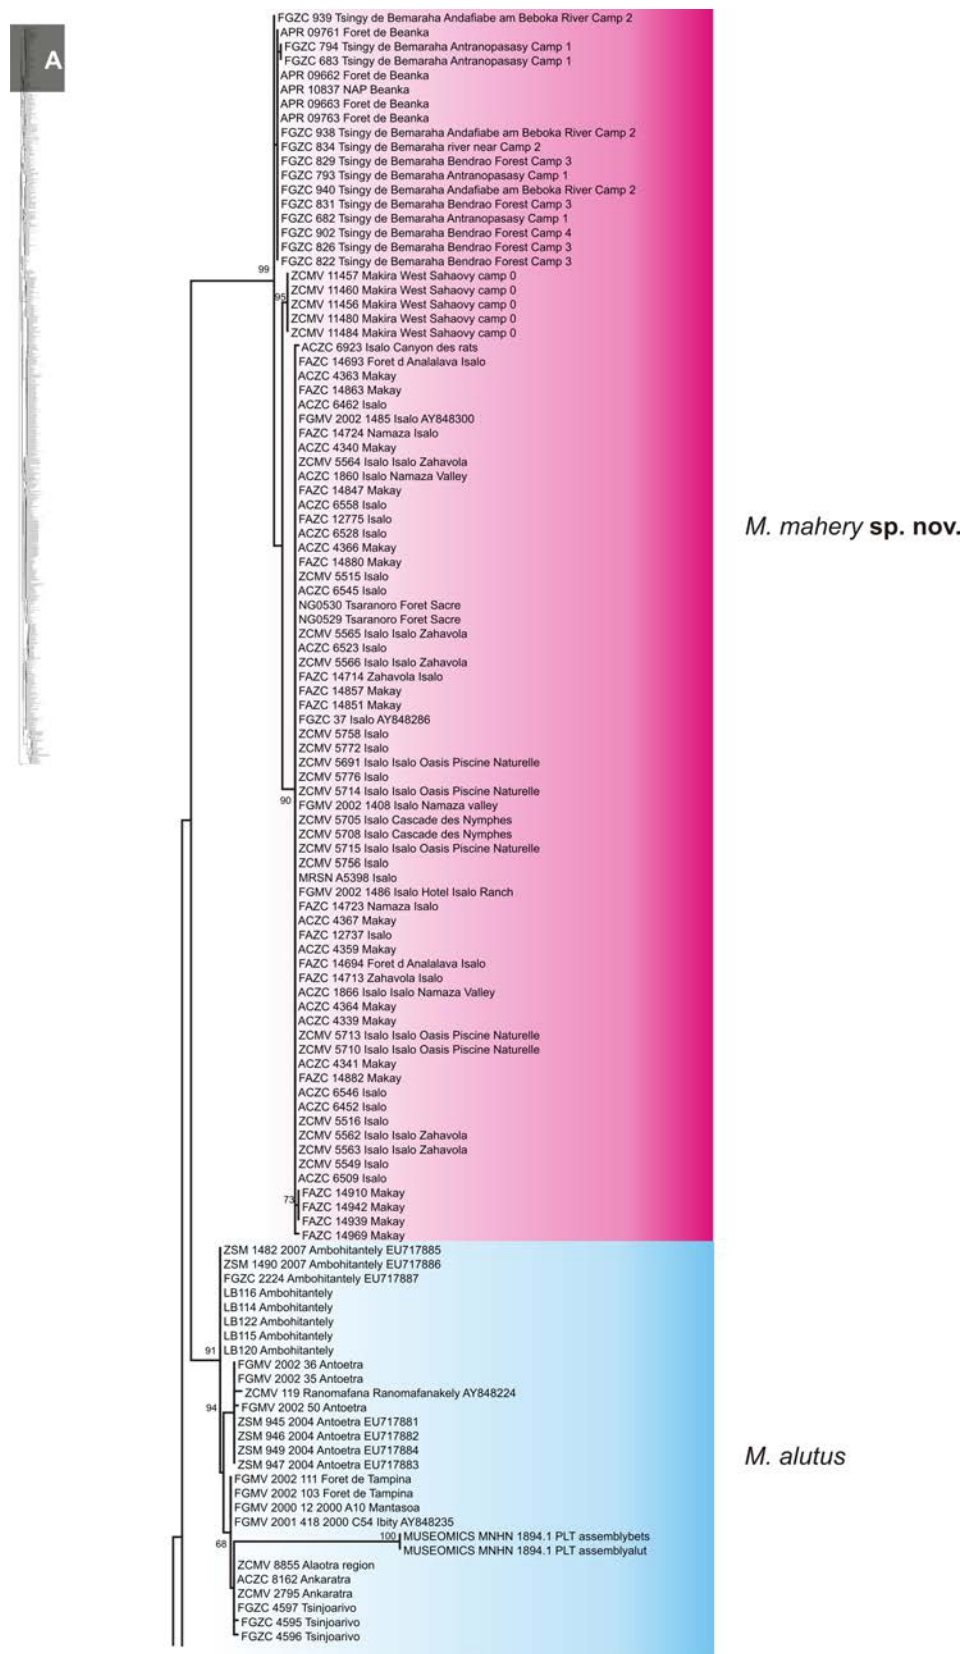 A
FGZC 939 Tsingy de Bemaraha Andafiabe am Beboka River Camp 2
APR 09761 Foret de Beanka
FGZC 794 Tsingy de Bemaraha Antranopasasy Camp 1
FGZC 683 Tsingy de Bemaraha Antranopasasy Camp 1
APR 09662 Foret de Beanka
APR 10837 NAP Beanka
APR 09663 Foret de Beanka
APR 09763 Foret de Beanka
FGZC 938 Tsingy de Bemaraha Andafiabe am Beboka River Camp 2
FGZC 834 Tsingy de Bemaraha river near Camp 2
FGZC 829 Tsingy de Bemaraha Bendrao Forest Camp 3
FGZC 793 Tsingy de Bemaraha Antranopasasy Camp 1
FGZC 940 Tsingy de Bemaraha Andafiabe am Beboka River Camp 2
FGZC 831 Tsingy de Bemaraha Bendrao Forest Camp 3
FGZC 682 Tsingy de Bemaraha Antranopasasy Camp 1
FGZC 902 Tsingy de Bemaraha Bendrao Forest Camp 4
FGZC 826 Tsingy de Bemaraha Bendrao Forest Camp 3
FGZC 822 Tsingy de Bemaraha Bendrao Forest Camp 3
99
ZCMV 11457 Makira West Sahaovy camp 0
ZCMV 11460 Makira West Sahaovy camp 0
95
ZCMV 11456 Makira West Sahaovy camp 0
ZCMV 11480 Makira West Sahaovy camp 0
ZCMV 11484 Makira West Sahaovy camp 0
ACZC 6923 Isalo Canyon des rats
FAZC 14693 Foret d Analalava Isalo
ACZC 4363 Makay
FAZC 14863 Makay
ACZC 6462 Isalo
FGMV 2002 1485 Isalo AY848300
FAZC 14724 Namaza Isalo
ACZC 4340 Makay
ZCMV 5564 Isalo Isalo Zahavola
ACZC 1860 Isalo Namaza Valley
FAZC 14847 Makay
ACZC 6558 Isalo
FAZC 12775 Isalo
M. mahery sp. nov.
ACZC 6528 Isalo
ACZC 4366 Makay
FAZC 14880 Makay
ZCMV 5515 Isalo
ACZC 6545 Isalo
NG0530 Tsaranoro Foret Sacre
NG0529 Tsaranoro Foret Sacre
ZCMV 5565 Isalo Isalo Zahavola
ACZC 6523 Isalo
ZCMV 5566 Isalo Isalo Zahavola
FAZC 14714 Zahavola Isalo
FAZC 14857 Makay
FAZC 14851 Makay
FGZC 37 Isalo AY848286
ZCMV 5758 Isalo
ZCMV 5772 Isalo
ZCMV 5691 Isalo Isalo Oasis Piscine Naturelle
ZCMV 5776 Isalo
ZCMV 5714 Isalo Isalo Oasis Piscine Naturelle
90
FGMV 2002 1408 Isalo Namaza valley
ZCMV 5705 Isalo Cascade des Nymphes
ZCMV 5708 Isalo Cascade des Nymphes
ZCMV 5715 Isalo Isalo Oasis Piscine Naturelle
ZCMV 5756 Isalo
MRSN A5398 Isalo
FGMV 2002 1486 Isalo Hotel Isalo Ranch
FAZC 14723 Namaza Isalo
ACZC 4367 Makay
FAZC 12737 Isalo
ACZC 4359 Makay
FAZC 14694 Foret d Analalava Isalo
FAZC 14713 Zahavola Isalo
ACZC 1866 Isalo Isalo Namaza Valley
ACZC 4364 Makay
ACZC 4339 Makay
ZCMV 5713 Isalo Isalo Oasis Piscine Naturelle
ZCMV 5710 Isalo Isalo Oasis Piscine Naturelle
ACZC 4341 Makay
FAZC 14882 Makay
ACZC 6546 Isalo
ACZC 6452 Isalo
ZCMV 5516 Isalo
ZCMV 5562 Isalo Isalo Zahavola
ZCMV 5563 Isalo Isalo Zahavola
ZCMV 5549 Isalo
ACZC 6509 Isalo
FAZC 14910 Makay
73
FAZC 14942 Makay
FAZC 14939 Makay
FAZC 14969 Makay
ZSM 1482 2007 Ambohitantely EU717885
ZSM 1490 2007 Ambohitantely EU717886
FGZC 2224 Ambohitantely EU717887
LB116 Ambohitantely
LB114 Ambohitantely
LB122 Ambohitantely
LB115 Ambohitantely
91
LB120 Ambohitantely
FGMV 2002 36 Antoetra
FGMV 2002 35 Antoetra
ZCMV 119 Ranomafana Ranomafanakely AY848224
94
FGMV 2002 50 Antoetra
ZSM 945 2004 Antoetra EU717881
ZSM 946 2004 Antoetra EU717882
ZSM 949 2004 Antoetra EU717884
M. alutus
ZSM 947 2004 Antoetra EU717883
FGMV 2002 111 Foret de Tampina
FGMV 2002 103 Foret de Tampina
FGMV 2000 12 2000 A10 Mantasoa
FGMV 2001 418 2000 C54 Ibity AY848235
100
MUSEOMICS MNHN 1894.1 PLT assemblybets
68
MUSEOMICS MNHN 1894.1 PLT assemblyalut
ZCMV 8855 Alaotra region
ACZC 8162 Ankaratra
ZCMV 2795 Ankaratra
FGZC 4597 Tsinjoarivo
FGZC 4595 Tsinjoarivo
FGZC 4596 Tsinjoarivo